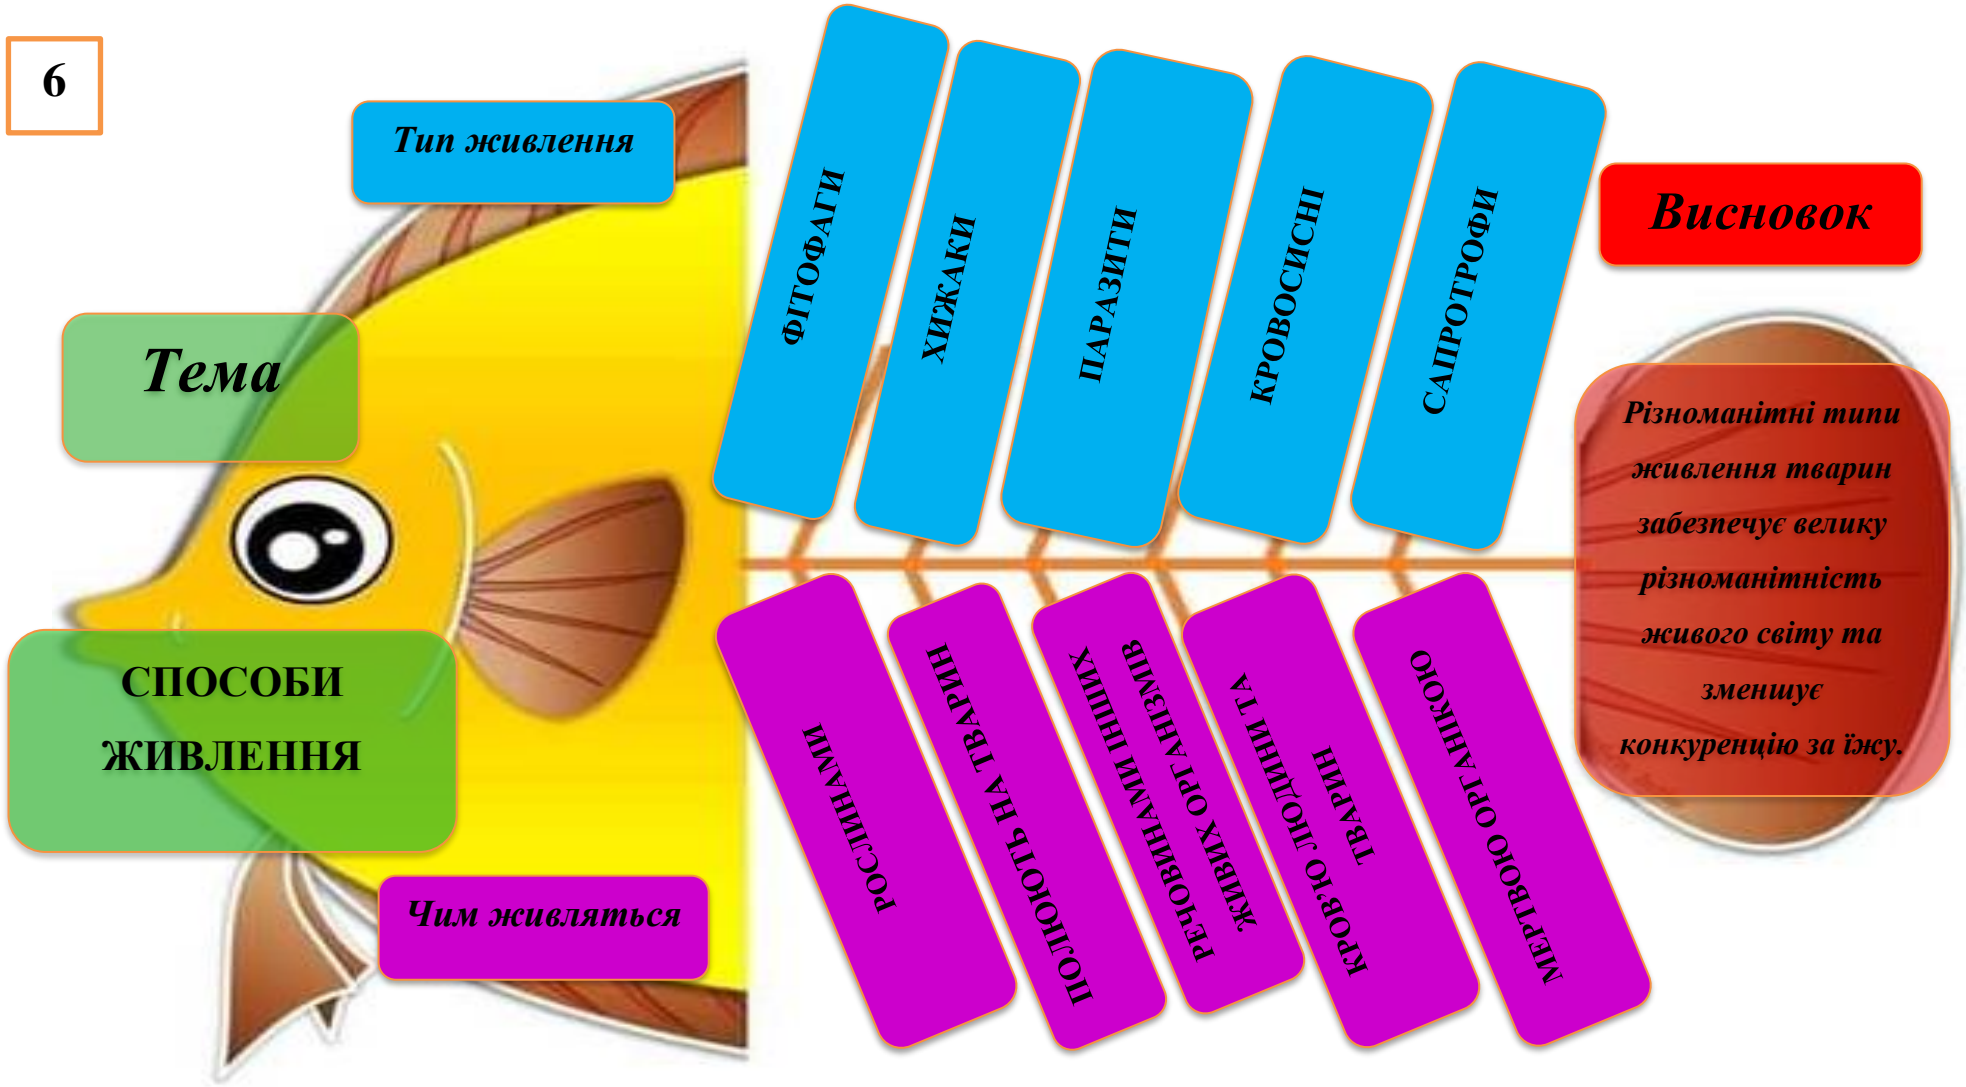 6
Тип живлення
Тема
СПОСОБИ
ЖИВЛЕННЯ
Чим живляться
ФІТОФАГИ
ХИЖАКИ
ПАРАЗИТИ
КРОВОСИСНІ
САПРОТРОФИ
РОСЛИНАМИ
ПОЛЮЮТЬ НА ТВАРИН
РЕЧОВИНАМИ ІНШИХ
ЖИВИХ ОРГАНІЗМІВ
КРОВ'Ю ЛЮДИНИ ТА
ТВАРИН
МЕРТВОЮ ОРГАНІКОЮ
Висновок
Різноманітні типи
живлення тварин
забезпечує велику
різноманітність
живого світу та
зменшує
конкуренцію за їжу.